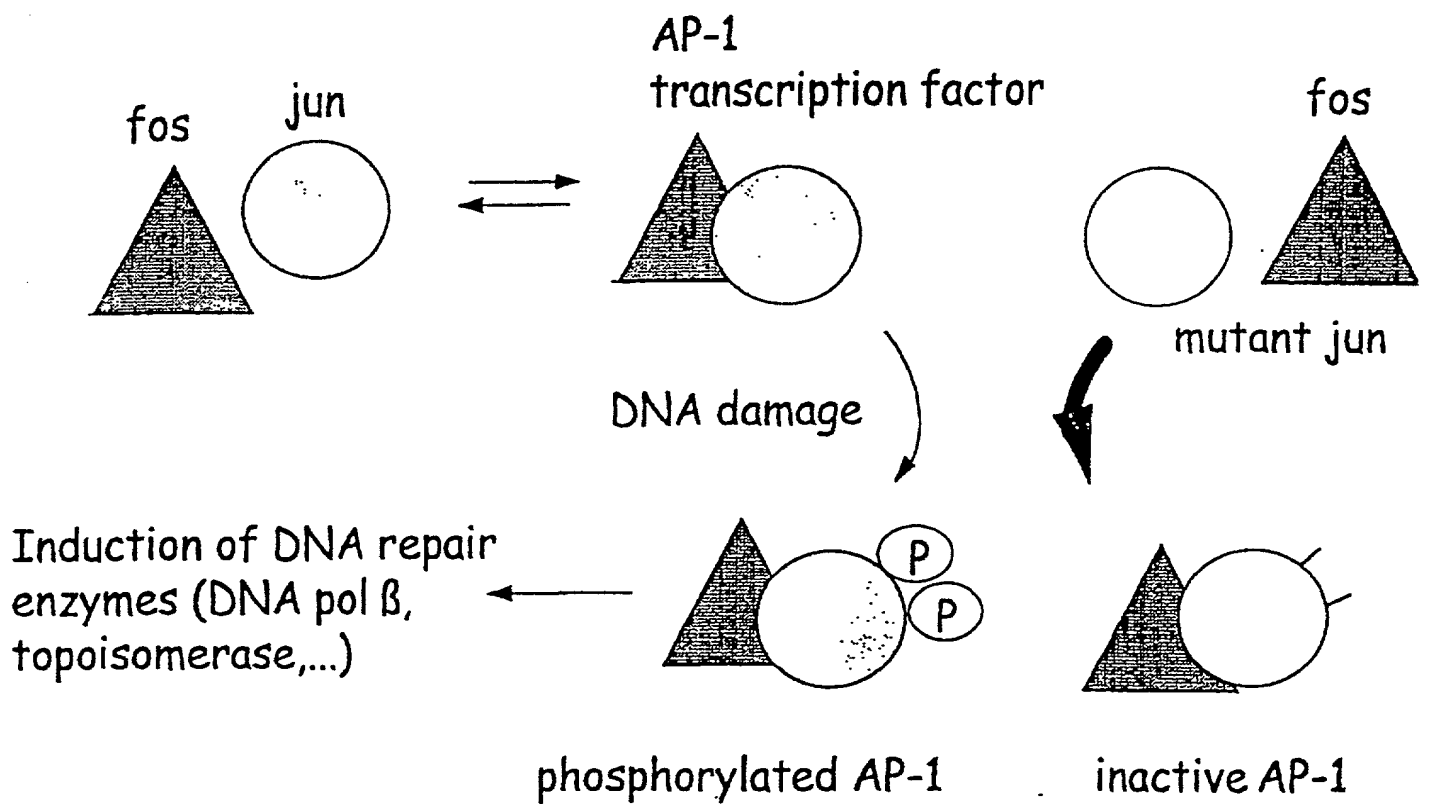 AP-1
transcription factor
fos
jun
fos
mutant jun
DNA damage
Induction of DNA repair
enzymes (DNA pol ß,
topoisomerase,...)
P
P
phosphorylated AP-1
inactive AP-1